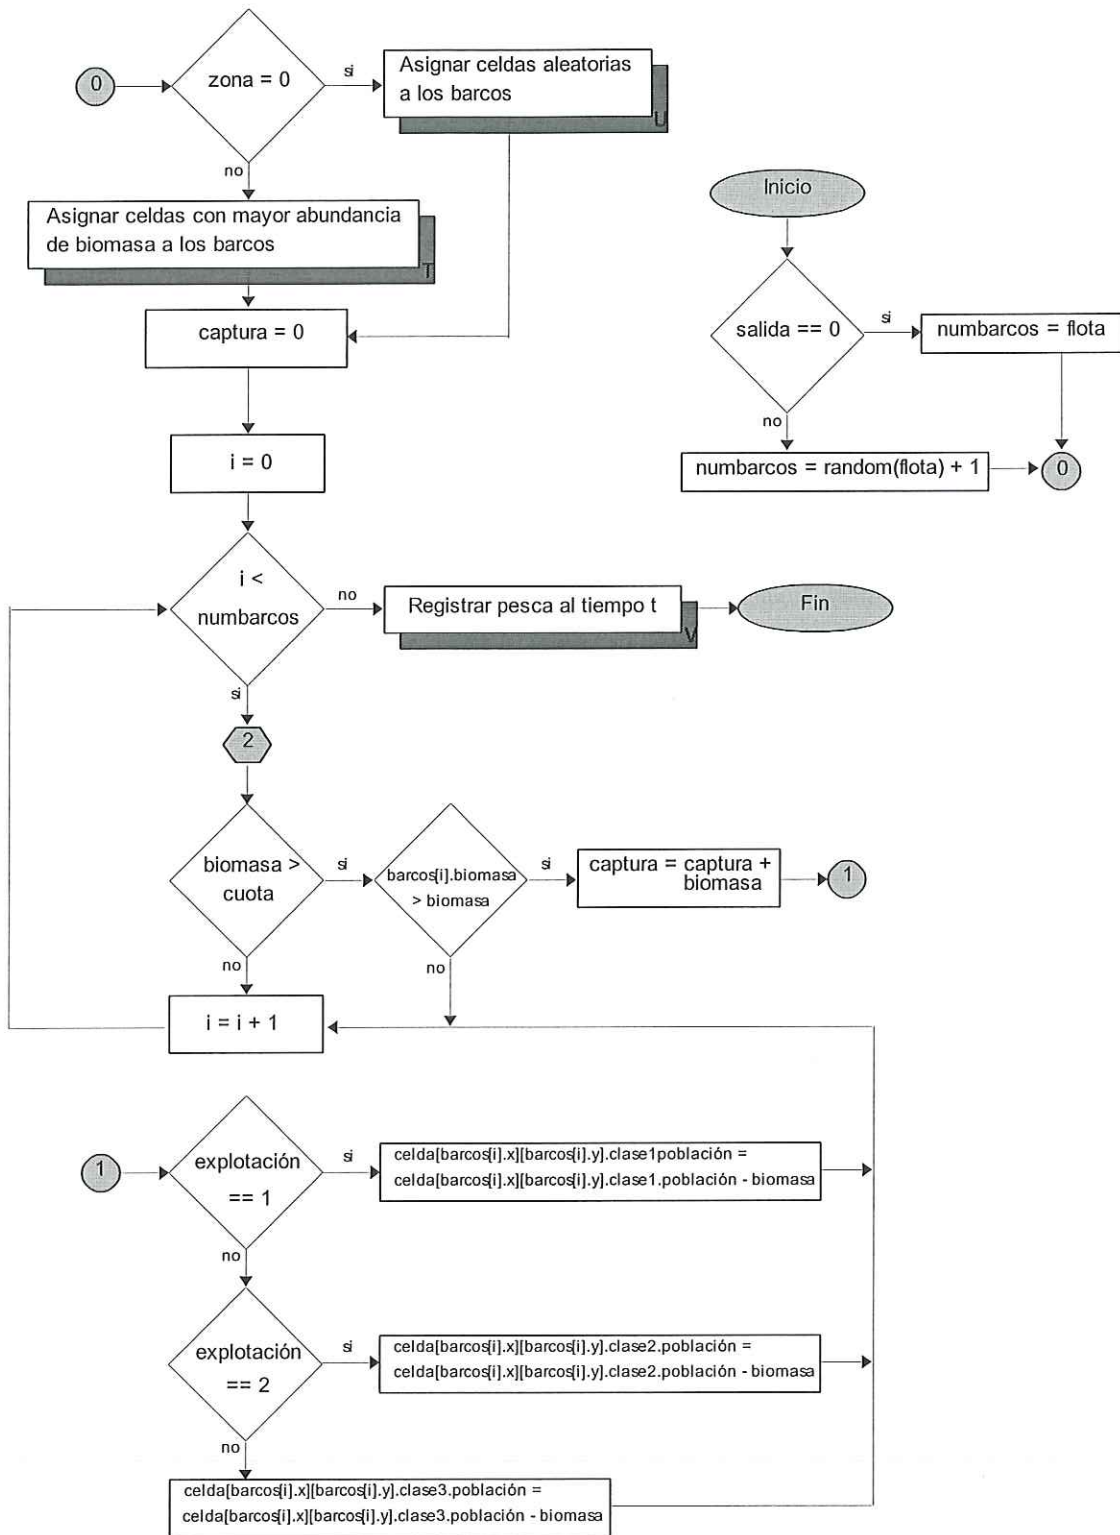 0
zona = 0
si
Asignar celdas aleatorias
a los barcos
U
no
Asignar celdas con mayor abundancia
de biomasa a los barcos
T
captura = 0
i = 0
i <
numbarcos
no
Registrar pesca al tiempo t
V
Fin
si
2
biomasa >
cuota
si
barcos[i].biomasa
> biomasa
si
captura = captura +
biomasa
1
no
no
i = i + 1
Inicio
salida == 0
si
numbarcos = flota
no
numbarcos = random(flota) + 1
0
1
explotación
== 1
si
celda[barcos[i].x][barcos[i].y].clase1población =
celda[barcos[i].x][barcos[i].y].clase1.población - biomasa
no
explotación
== 2
si
celda[barcos[i].x][barcos[i].y].clase2.población =
celda[barcos[i].x][barcos[i].y].clase2.población - biomasa
no
celda[barcos[i].x][barcos[i].y].clase3.población =
celda[barcos[i].x][barcos[i].y].clase3.población - biomasa